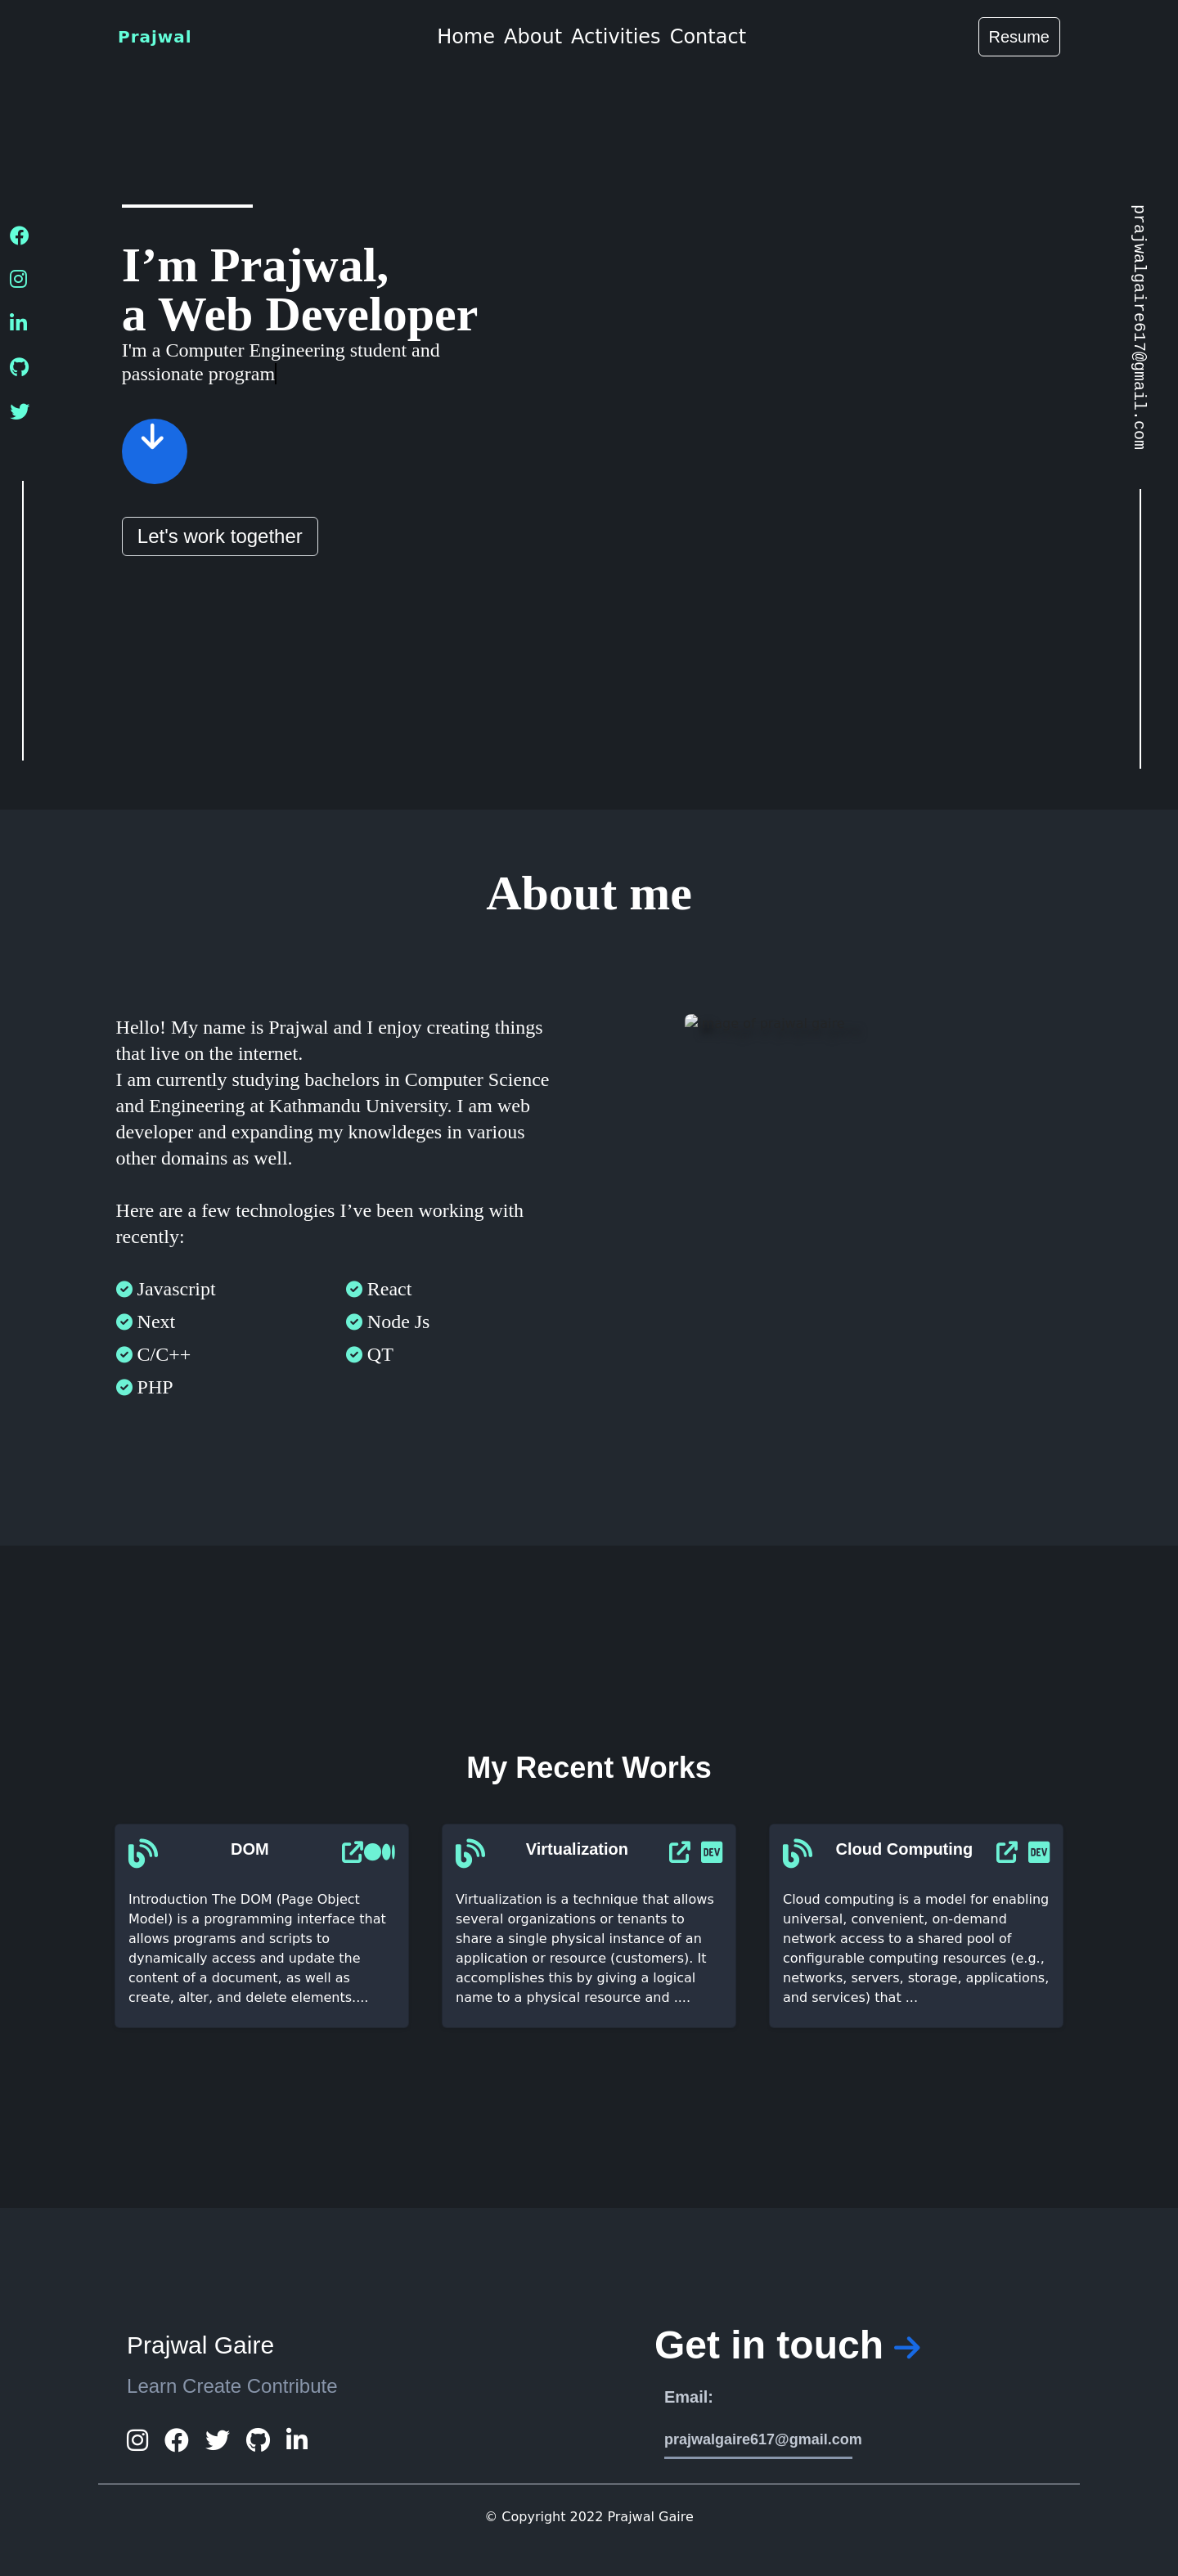 Prajwal
Home About Activities Contact
Resume
prajwalgaire617@gmail.com
I’m Prajwal,
a Web Developer
I'm a Computer Engineering student and
passionate program
Let's work together
About me
Hello! My name is Prajwal and I enjoy creating things
that live on the internet.
I am currently studying bachelors in Computer Science
and Engineering at Kathmandu University. I am web
developer and expanding my knowldeges in various
other domains as well.
Here are a few technologies I’ve been working with
recently:
Javascript
React
Next
Node Js
C/C++
QT
PHP
My Recent Works
DOM
Introduction The DOM (Page Object
Model) is a programming interface that
allows programs and scripts to
dynamically access and update the
content of a document, as well as
create, alter, and delete elements....
Virtualization
DEV
Virtualization is a technique that allows
several organizations or tenants to
share a single physical instance of an
application or resource (customers). It
accomplishes this by giving a logical
name to a physical resource and ....
Cloud Computing
DEV
Cloud computing is a model for enabling
universal, convenient, on-demand
network access to a shared pool of
configurable computing resources (e.g.,
networks, servers, storage, applications,
and services) that ...
Prajwal Gaire
Learn Create Contribute
Get in touch
Email:
prajwalgaire617@gmail.com
© Copyright 2022 Prajwal Gaire